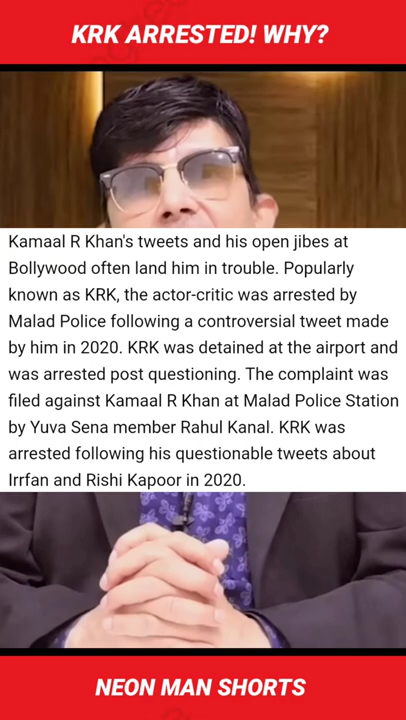 KRK ARRESTED! WHY?
Kamaal R Khan's tweets and his open jibes at
Bollywood often land him in trouble. Popularly
known as KRK, the actor-critic was arrested by
Malad Police following a controversial tweet made
by him in 2020. KRK was detained at the airport and
was arrested post questioning. The complaint was
filed against Kamaal R Khan at Malad Police Station
by Yuva Sena member Rahul Kanal. KRK was
arrested following his questionable tweets about
Irrfan and Rishi Kapoor in 2020.
NEON MAN SHORTS